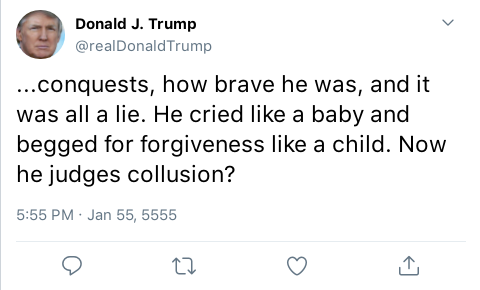 Donald J. Trump
@realDonaldTrump
...conquests, how brave he was, and it
was all a lie. He cried like a baby and
begged for forgiveness like a child. Now
he judges collusion?
5:55 PM · Jan 55, 5555